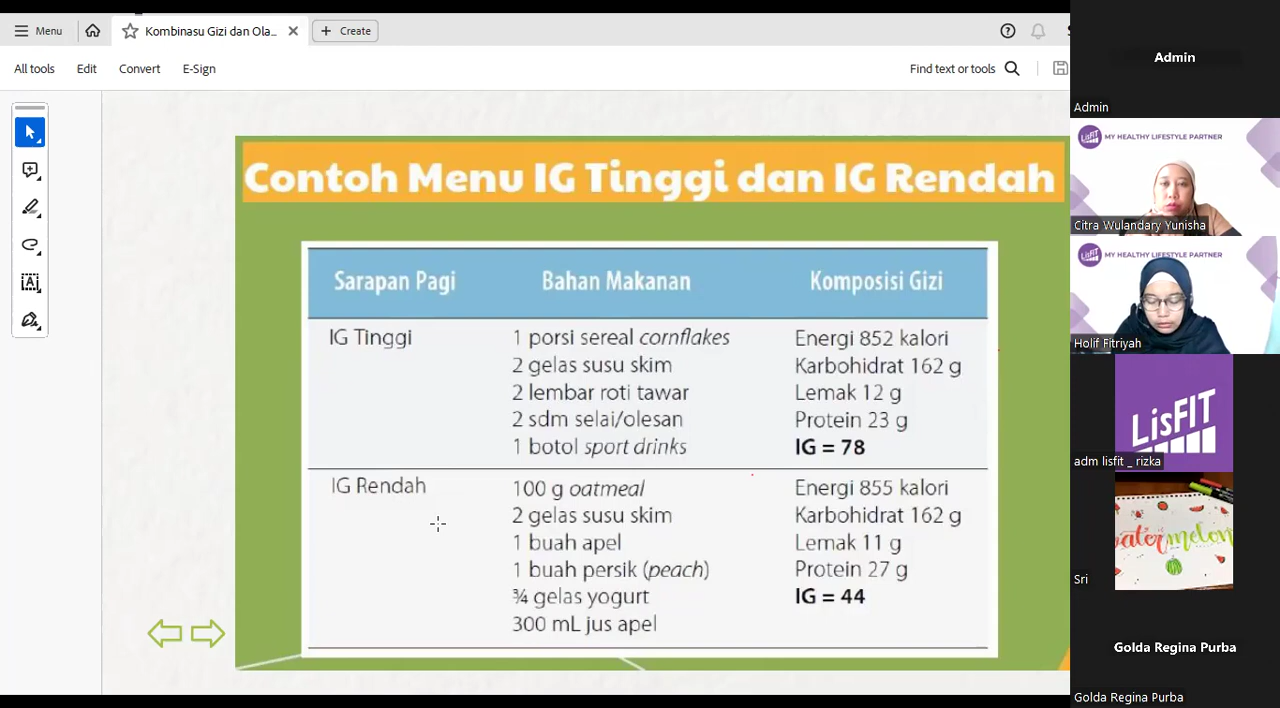 Menu
Kombinasu Gizi dan Ola...
Create
All tools
Edit
Convert
E-Sign
Find text or tools
Contoh Menu IG Tinggi dan IG Rendah
Sarapan Pagi Bahan Makanan Komposisi Gizi
IG Tinggi 1 porsi sereal cornflakes Energi 852 kalori
2 gelas susu skim Karbohidrat 162 g
2 lembar roti tawar Lemak 12 g
2 sdm selai/olesan Protein 23 g
1 botol sport drinks IG = 78
IG Rendah 100 g oatmeal Energi 855 kalori
2 gelas susu skim Karbohidrat 162 g
1 buah apel Lemak 11 g
1 buah persik (peach) Protein 27 g
¾ gelas yogurt IG = 44
300 mL jus apel
Admin
Admin
LisFIT MY HEALTHY LIFESTYLE PARTNER
Citra Wulandary Yunisha
LisFIT MY HEALTHY LIFESTYLE PARTNER
Holif Fitriyah
LisFIT
adm lisfit _ rizka
watermelon
Sri
Golda Regina Purba
Golda Regina Purba